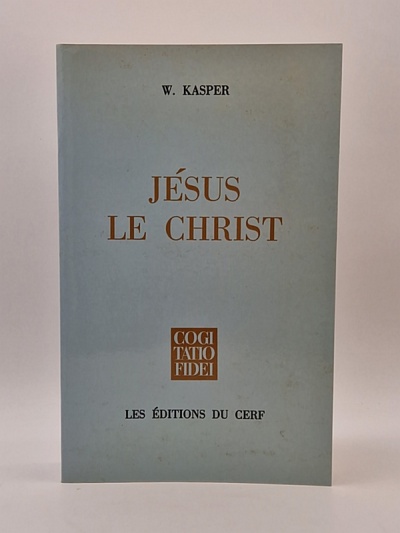 W. KASPER
JÉSUS
LE CHRIST
COGI
TATIO
FIDEI
LES ÉDITIONS DU CERF